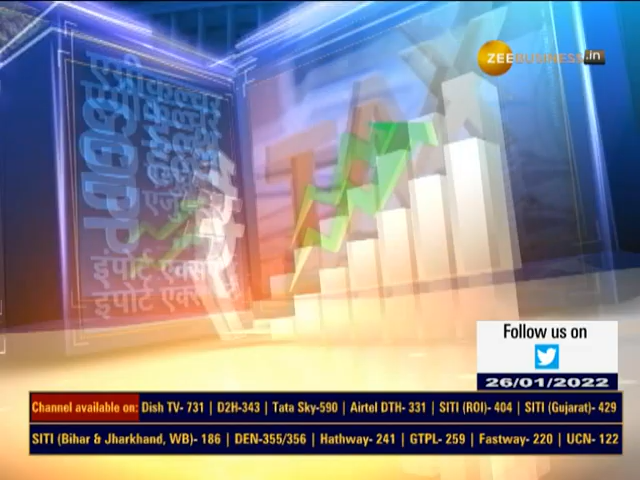 ZEEBUSINESS.in
TAX
इंपोर्ट एक्स
इंपोर्ट एक्स
Follow us on
26/01/2022
Channel available on: Dish TV- 731 | D2H-343 | Tata Sky-590 | Airtel DTH- 331 | SITI (ROI)- 404 | SITI (Gujarat)- 429
SITI (Bihar & Jharkhand, WB)- 186 | DEN-355/356 | Hathway- 241 | GTPL- 259 | Fastway- 220 | UCN- 122